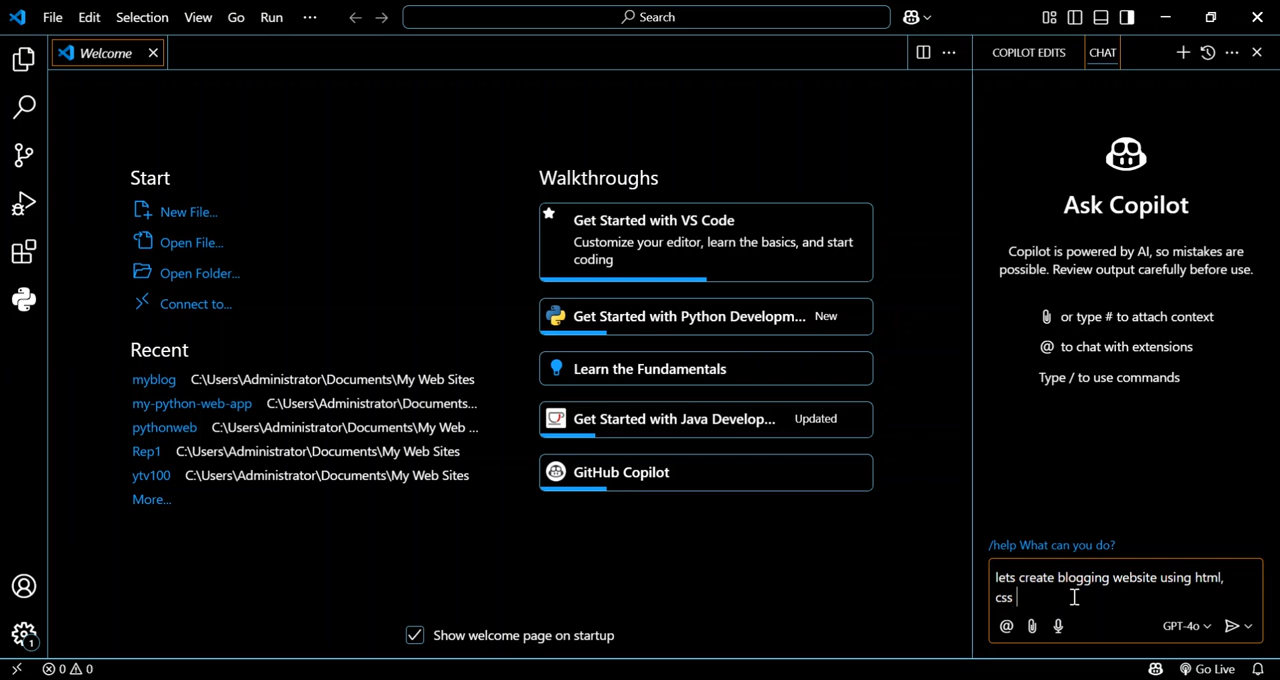 File Edit Selection View Go Run ··· Search
Welcome
COPILOT EDITS CHAT
Start
New File...
Open File...
Open Folder...
Connect to...
Recent
myblog C:\Users\Administrator\Documents\My Web Sites
my-python-web-app C:\Users\Administrator\Documents...
pythonweb C:\Users\Administrator\Documents\My Web ...
Rep1 C:\Users\Administrator\Documents\My Web Sites
ytv100 C:\Users\Administrator\Documents\My Web Sites
More...
Walkthroughs
Get Started with VS Code
Customize your editor, learn the basics, and start
coding
Get Started with Python Developm... New
Learn the Fundamentals
Get Started with Java Develop... Updated
GitHub Copilot
Show welcome page on startup
Ask Copilot
Copilot is powered by AI, so mistakes are
possible. Review output carefully before use.
or type # to attach context
@ to chat with extensions
Type / to use commands
/help What can you do?
lets create blogging website using html,
css
@ GPT-4o
1
0 0
Go Live